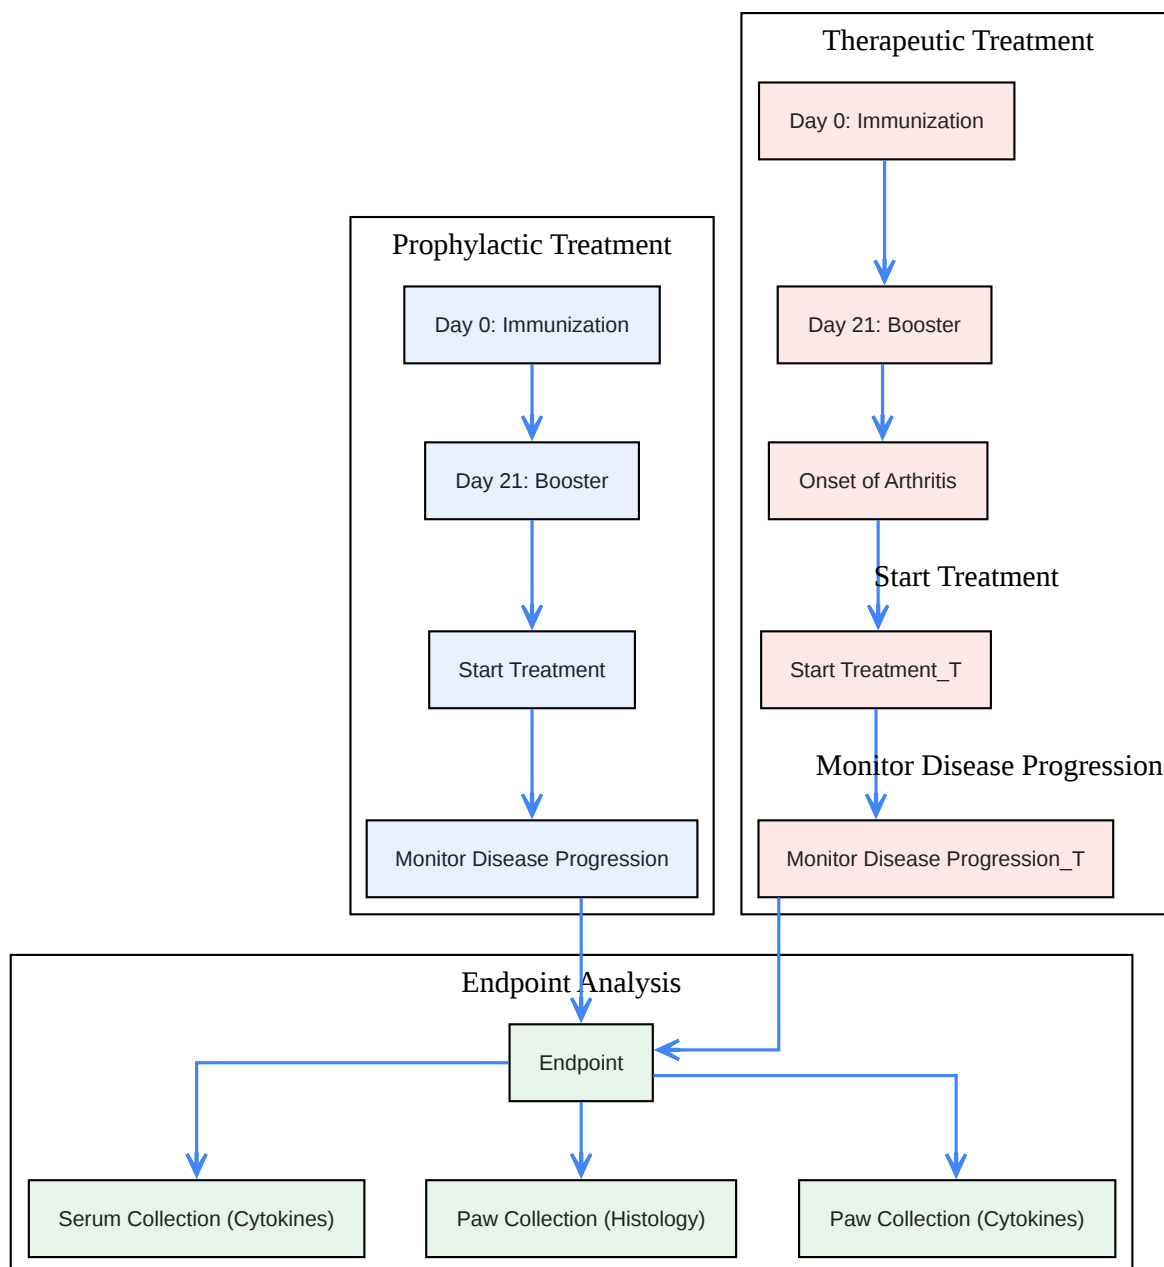 Therapeutic Treatment
Day 0: Immunization
Day 21: Booster
Onset of Arthritis
Start Treatment
Start Treatment_T
Monitor Disease Progression
Monitor Disease Progression_T
Prophylactic Treatment
Day 0: Immunization
Day 21: Booster
Start Treatment
Monitor Disease Progression
Endpoint Analysis
Endpoint
Serum Collection (Cytokines)
Paw Collection (Histology)
Paw Collection (Cytokines)